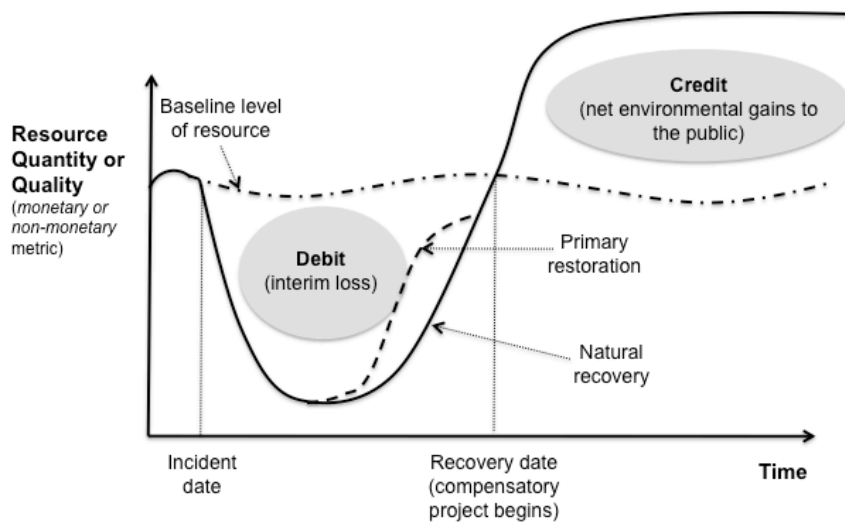 Baseline level
of resource
Resource
Quantity or
Quality
(monetary or
non-monetary
metric)
Credit
(net environmental gains to
the public)
Debit
(interim loss)
Primary
restoration
Natural
recovery
Incident
date
Recovery date
(compensatory
project begins)
Time